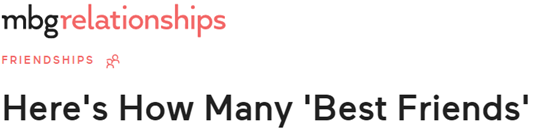 mbgrelationships
FRIENDSHIPS
Here's How Many 'Best Friends'